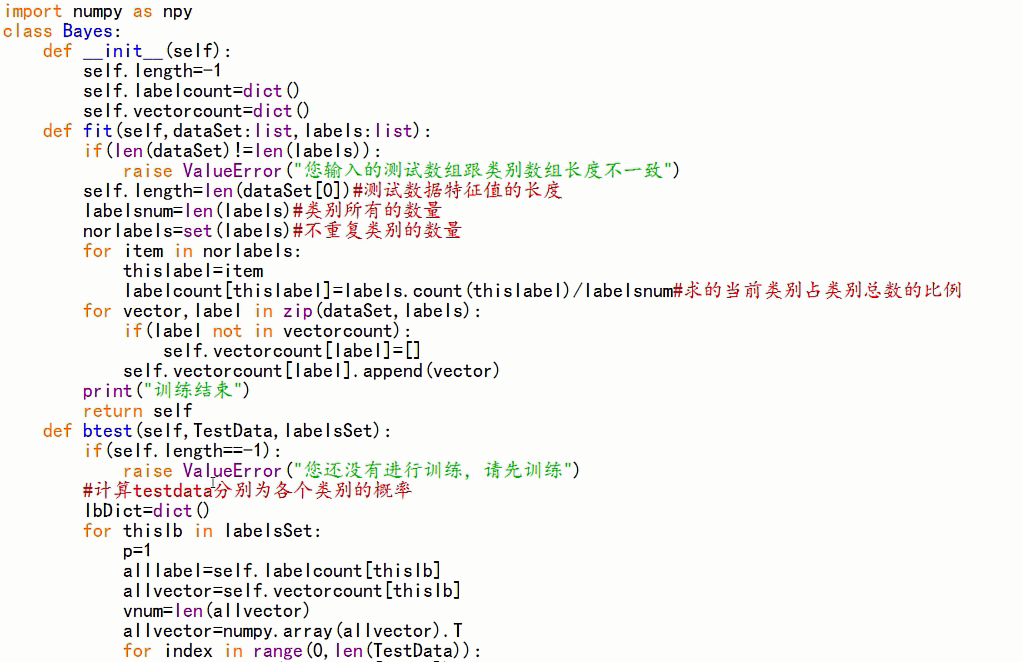 import numpy as npy
class Bayes:
    def __init__(self):
        self.length=-1
        self.labelcount=dict()
        self.vectorcount=dict()
    def fit(self,dataSet:list,labels:list):
        if(len(dataSet)!=len(labels)):
            raise ValueError("您输入的测试数组跟类别数组长度不一致")
        self.length=len(dataSet[0])#测试数据特征值的长度
        labelsnum=len(labels)#类别所有的数量
        norlabels=set(labels)#不重复类别的数量
        for item in norlabels:
            thislabel=item
            labelcount[thislabel]=labels.count(thislabel)/labelsnum#求的当前类别占类别总数的比例
        for vector,label in zip(dataSet,labels):
            if(label not in vectorcount):
                self.vectorcount[label]=[]
            self.vectorcount[label].append(vector)
        print("训练结束")
        return self
    def btest(self,TestData,labelsSet):
        if(self.length==-1):
            raise ValueError("您还没有进行训练，请先训练")
        #计算testdata分别为各个类别的概率
        lbDict=dict()
        for thislb in labelsSet:
            p=1
            alllabel=self.labelcount[thislb]
            allvector=self.vectorcount[thislb]
            vnum=len(allvector)
            allvector=numpy.array(allvector).T
            for index in range(0,len(TestData)):